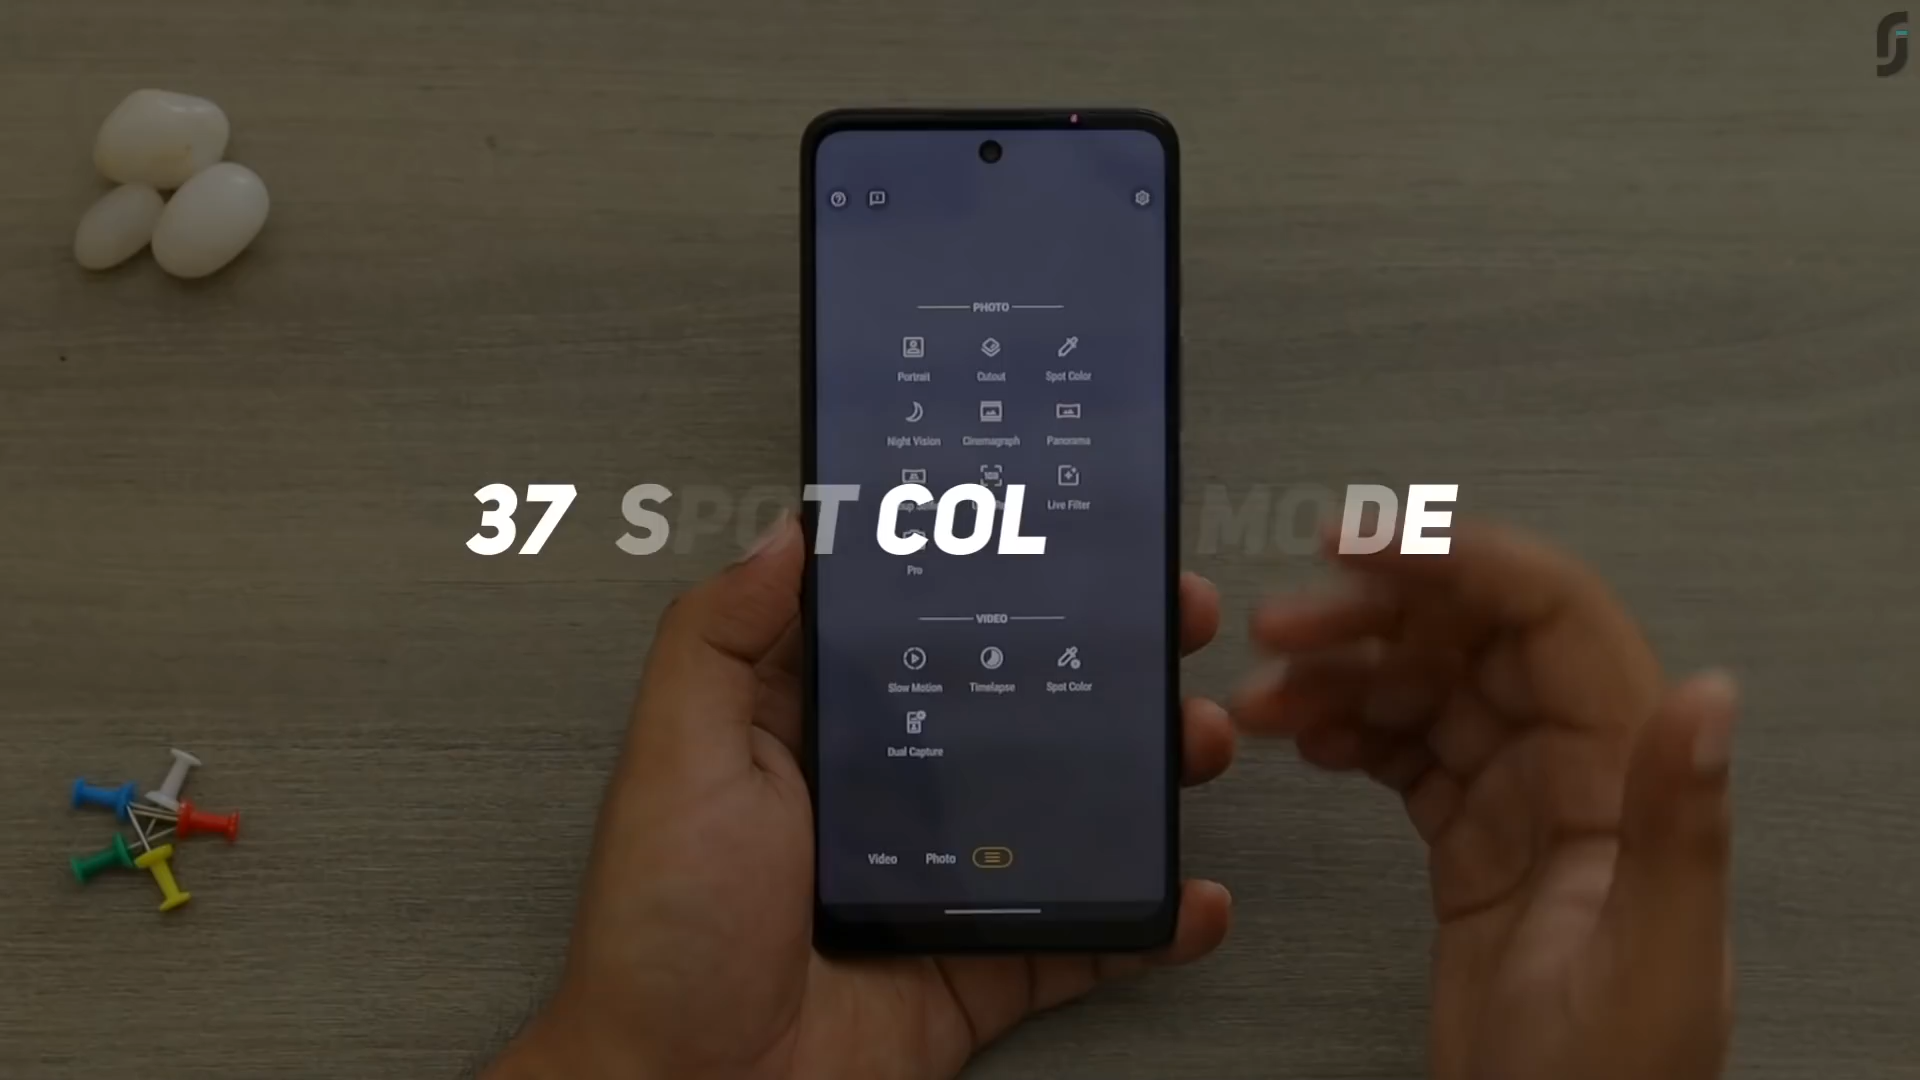 PHOTO
Portrait Cutout Spot Color
Night Vision Cinemagraph Panorama
Live Filter
37 SPOT COL MODE
Pro
VIDEO
Slow Motion Timelapse Spot Color
Dual Capture
Video Photo